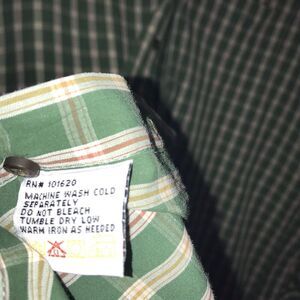 RN# 101620
MACHINE WASH COLD
SEPARATELY
DO NOT BLEACH
TUMBLE DRY LOW
WARM IRON AS NEEDED